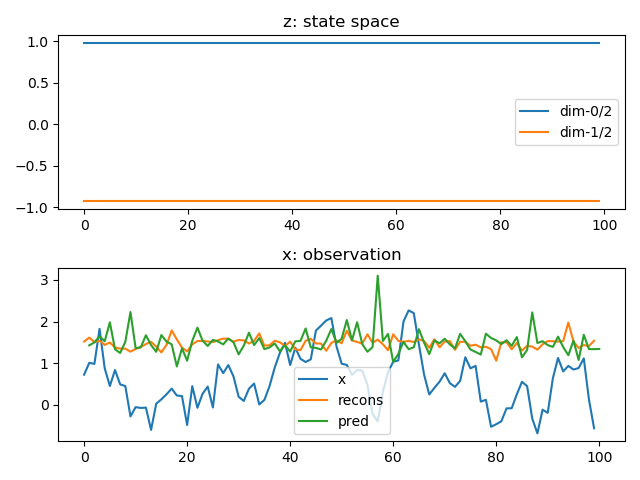 z: state space
1.0
0.5
0.0
−0.5
−1.0
dim-0/2
dim-1/2
0 20 40 60 80 100
x: observation
3
2
1
0
x
recons
pred
0 20 40 60 80 100